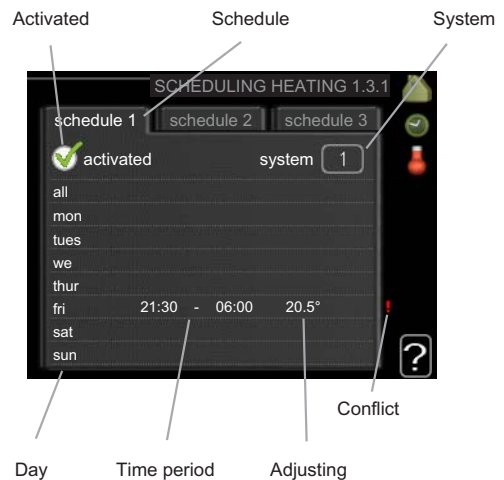 Activated Schedule System
SCHEDULING HEATING 1.3.1
schedule 1 schedule 2 schedule 3
activated system 1
all
mon
tues
we
thur
fri 21:30 - 06:00 20.5° !
sat
sun
?
Conflict
Day Time period Adjusting